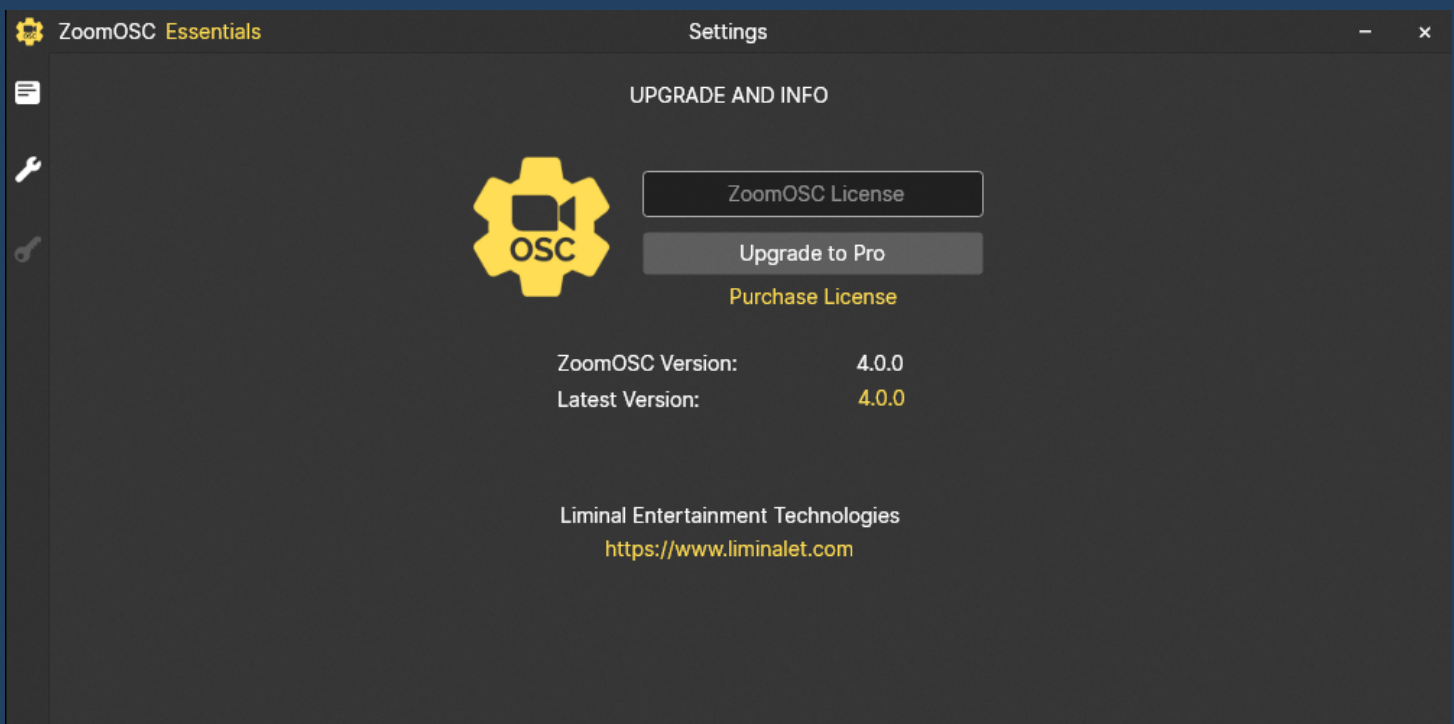 ZoomOSC Essentials
Settings
UPGRADE AND INFO
OSC
ZoomOSC License
Upgrade to Pro
Purchase License
ZoomOSC Version: 4.0.0
Latest Version: 4.0.0
Liminal Entertainment Technologies
https://www.liminalet.com